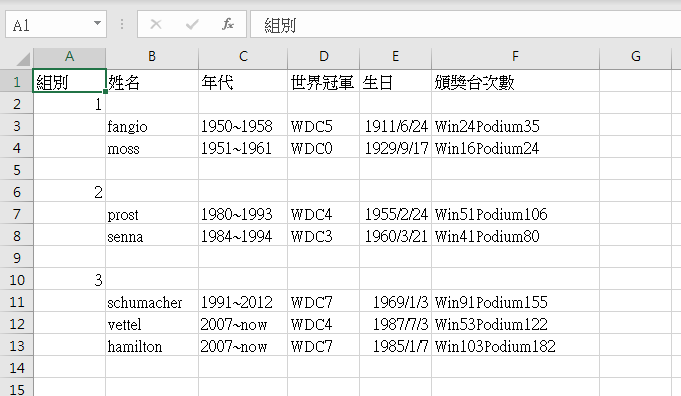 A1 fx 組別
A B C D E F G
1 組別 姓名 年代 世界冠軍 生日 頒獎台次數
2 1
3 fangio 1950~1958 WDC5 1911/6/24 Win24Podium35
4 moss 1951~1961 WDC0 1929/9/17 Win16Podium24
5
6 2
7 prost 1980~1993 WDC4 1955/2/24 Win51Podium106
8 senna 1984~1994 WDC3 1960/3/21 Win41Podium80
9
10 3
11 schumacher 1991~2012 WDC7 1969/1/3 Win91Podium155
12 vettel 2007~now WDC4 1987/7/3 Win53Podium122
13 hamilton 2007~now WDC7 1985/1/7 Win103Podium182
14
15